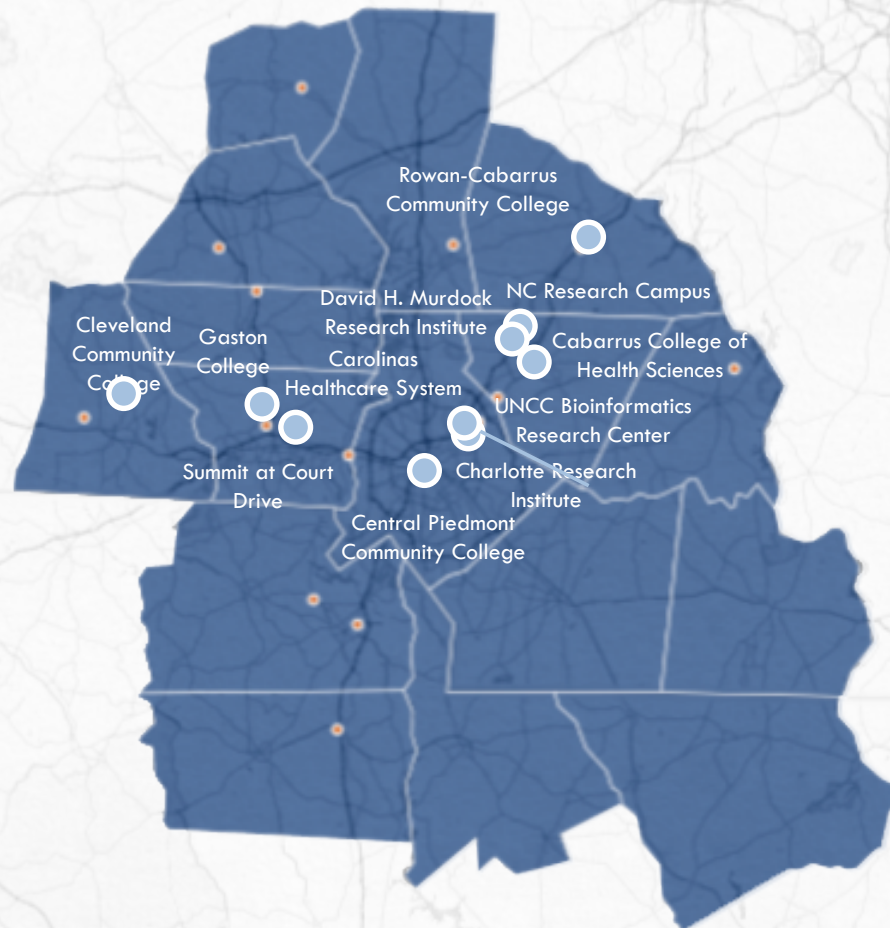 Rowan-Cabarrus
Community College
NC Research Campus
David H. Murdock
Research Institute
Cleveland
Community
College
Gaston
College
Carolinas
Healthcare System
Cabarrus College of
Health Sciences
UNCC Bioinformatics
Research Center
Summit at Court
Drive
Charlotte Research
Institute
Central Piedmont
Community College